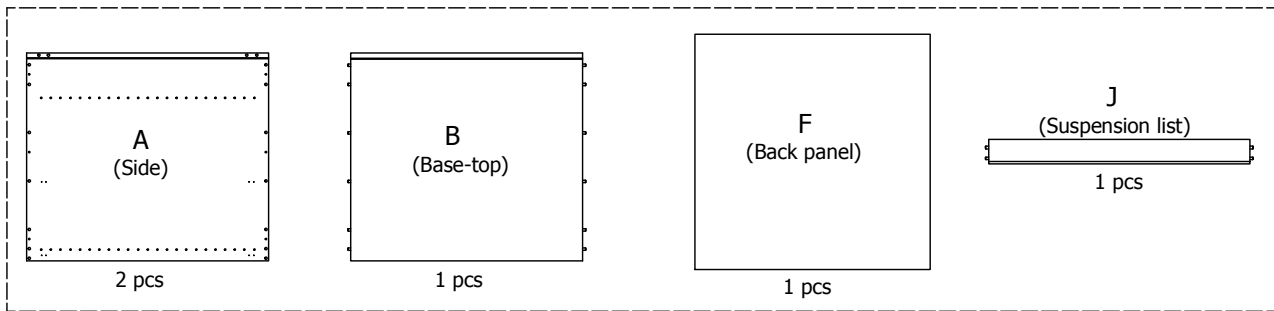 A
(Side)
2 pcs
B
(Base-top)
1 pcs
F
(Back panel)
1 pcs
J
(Suspension list)
1 pcs